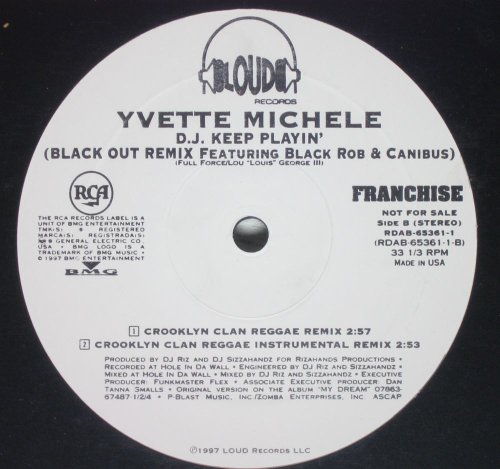 LOUD
RECORDS
YVETTE MICHELE
D.J. KEEP PLAYIN'
(BLACK OUT REMIX FEATURING BLACK ROB & CANIBUS)
(FULL FORCE/LOU "LOUIS" GEORGE III)
RCA
THE RCA RECORDS LABEL IS A
UNIT OF BMG ENTERTAINMENT
TMK(S) ® REGISTERED
MARCA(S) REGISTRADA(S)
® GENERAL ELECTRIC CO.
USA • BMG LOGO IS A
TRADEMARK OF BMG MUSIC •
©1997 BMG ENTERTAINMENT
BMG
FRANCHISE
NOT FOR SALE
SIDE B (STEREO)
RDAB-65361-1
(RDAB-65361-1-B)
33 1/3 RPM
MADE IN USA
1 CROOKLYN CLAN REGGAE REMIX 2:57
2 CROOKLYN CLAN REGGAE INSTRUMENTAL REMIX 2:53
PRODUCED BY DJ RIZ AND DJ SIZZAHANDZ FOR RIZAHANDS PRODUCTIONS •
RECORDED AT HOLE IN DA WALL • ENGINEERED BY DJ RIZ AND SIZZAHANDZ •
MIXED AT HOLE IN DA WALL • MIXED BY DJ RIZ AND SIZZAHANDZ • EXECUTIVE
PRODUCER: FUNKMASTER FLEX • ASSOCIATE EXECUTIVE PRODUCER: DAN
TANNA SMALLS • ORIGINAL VERSION ON THE ALBUM "MY DREAM" 07863-
67487-1/2/4 • P-BLAST MUSIC, INC./ZOMBA ENTERPRISES, INC. ASCAP
©1997 LOUD RECORDS LLC